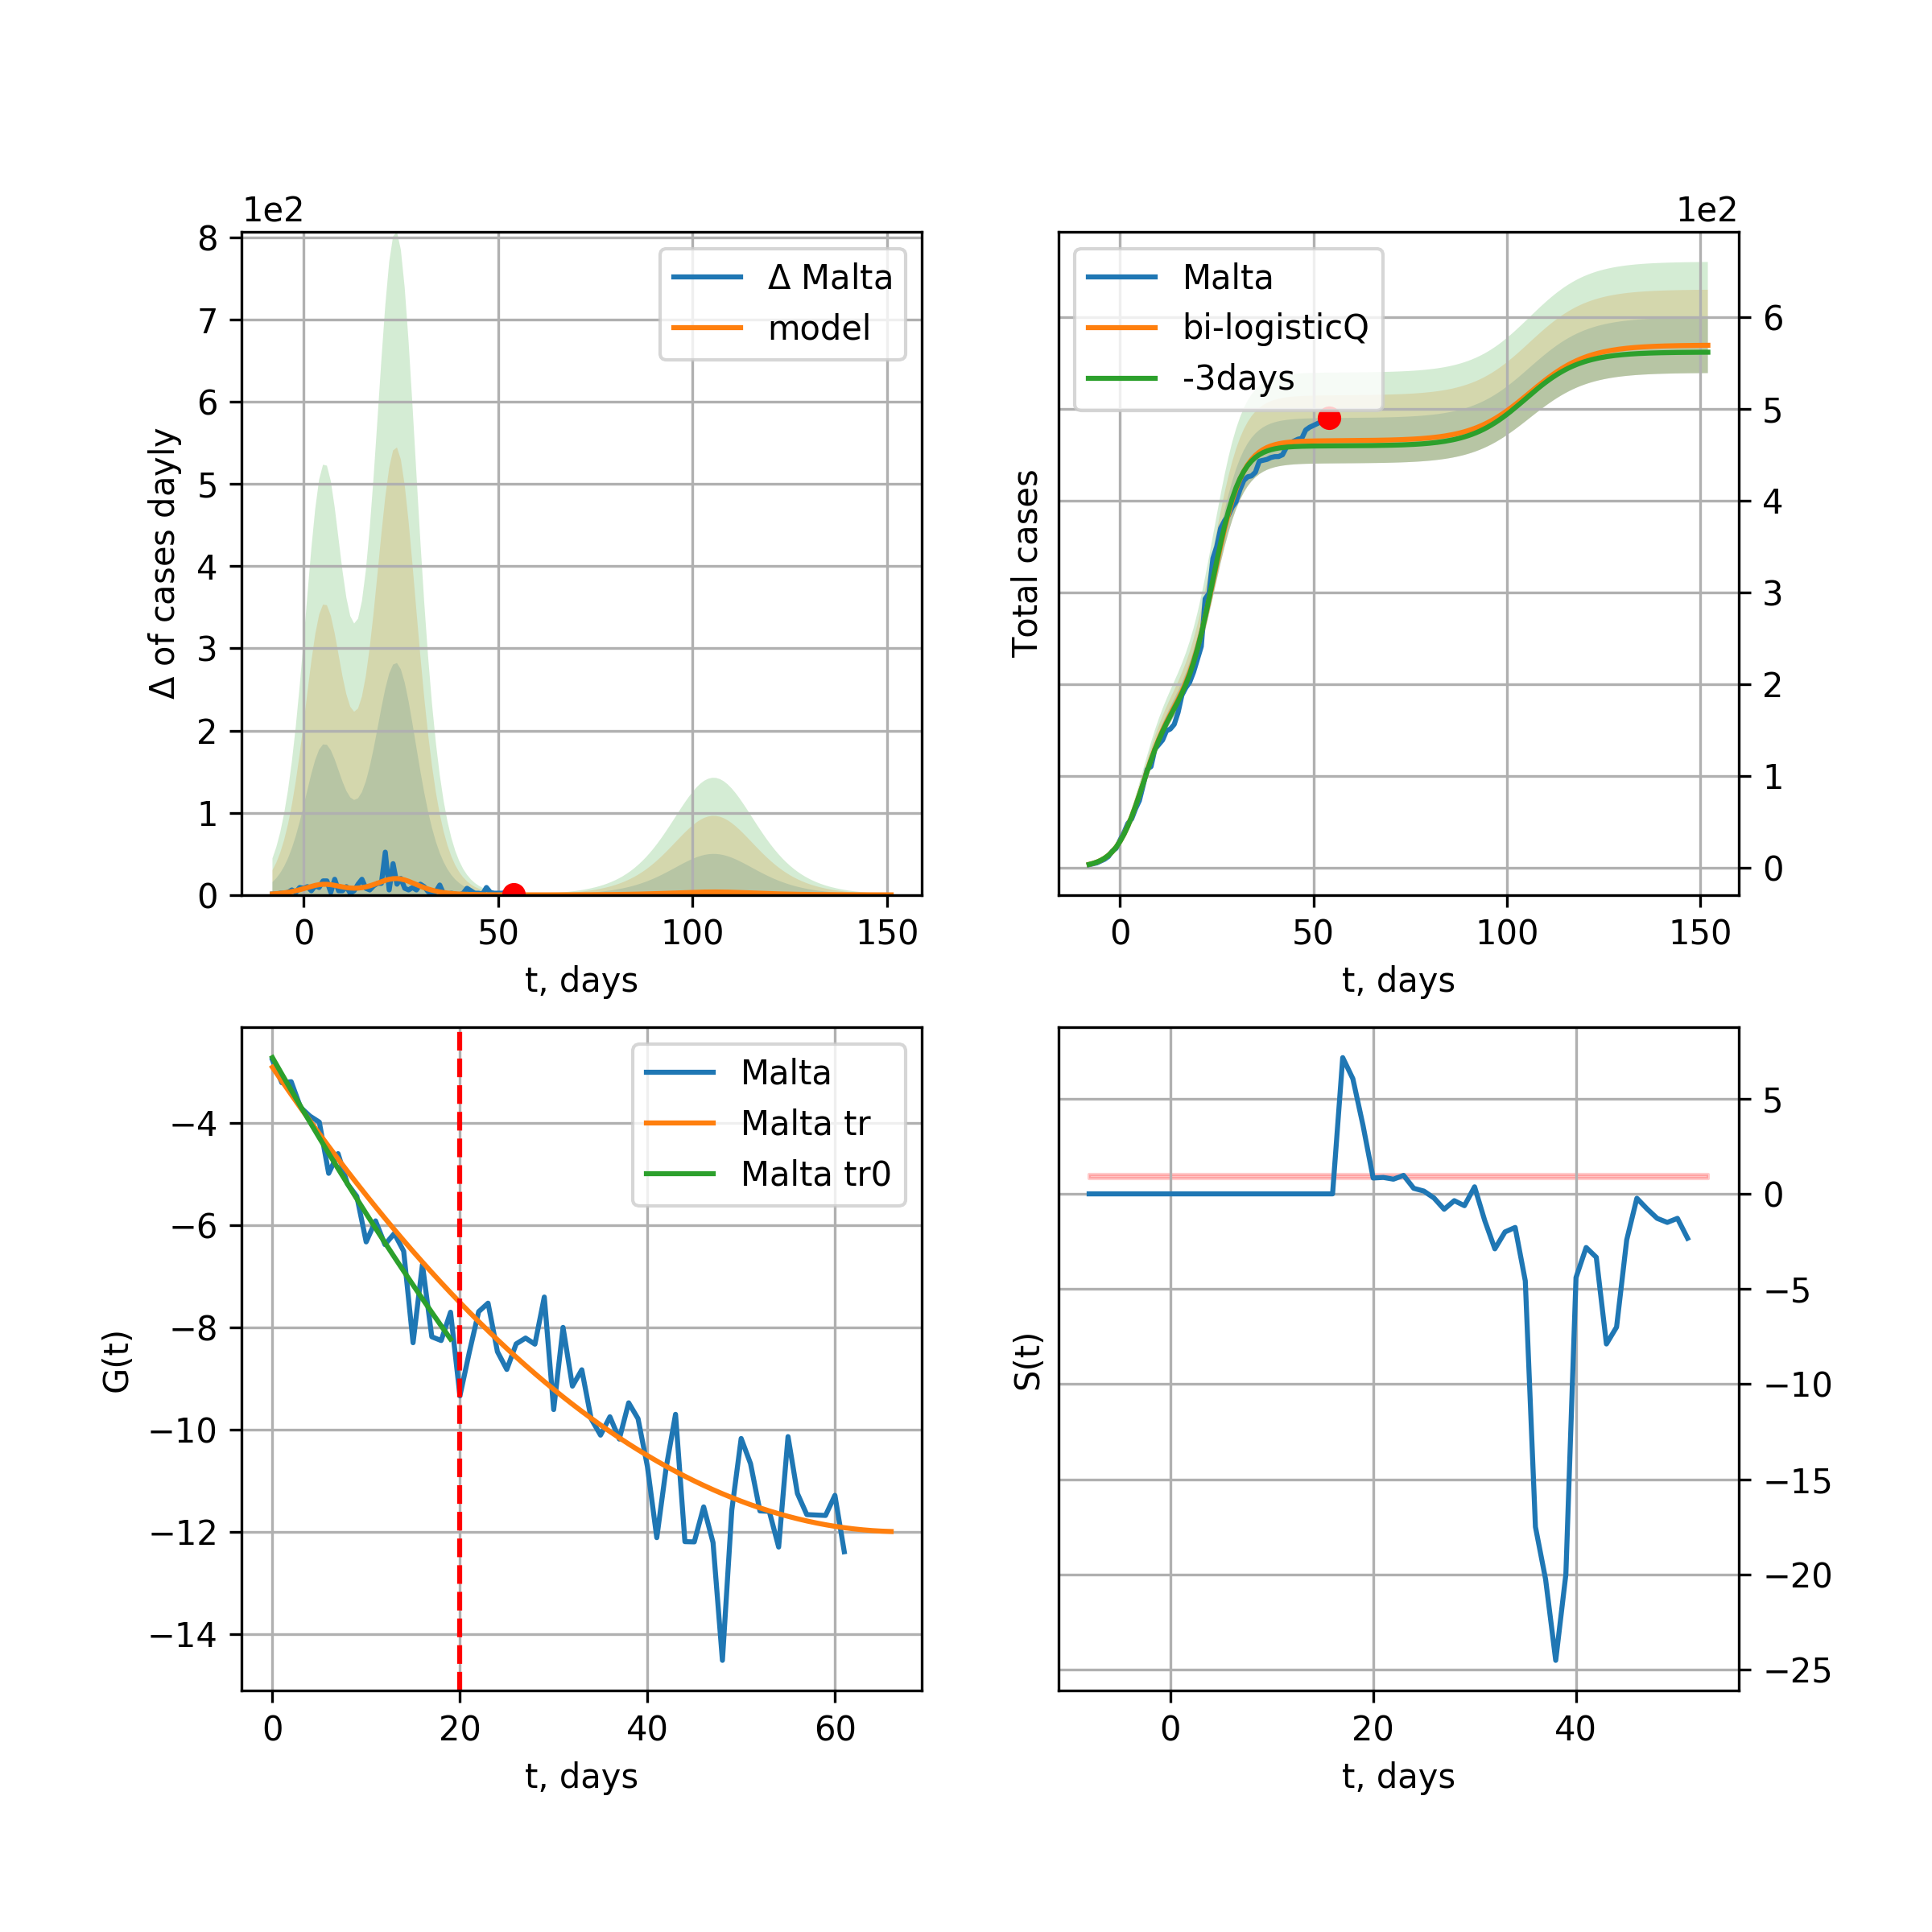 1e2
8
7
6
5
4
3
2
1
0
Δ of cases dayly
0 50 100 150
t, days
Δ Malta
model
1e2
6
5
4
3
2
1
0
Total cases
0 50 100 150
t, days
Malta
bi-logisticQ
-3days
−4
−6
−8
−10
−12
−14
G(t)
0 20 40 60
t, days
Malta
Malta tr
Malta tr0
5
0
−5
−10
−15
−20
−25
S(t)
0 20 40
t, days